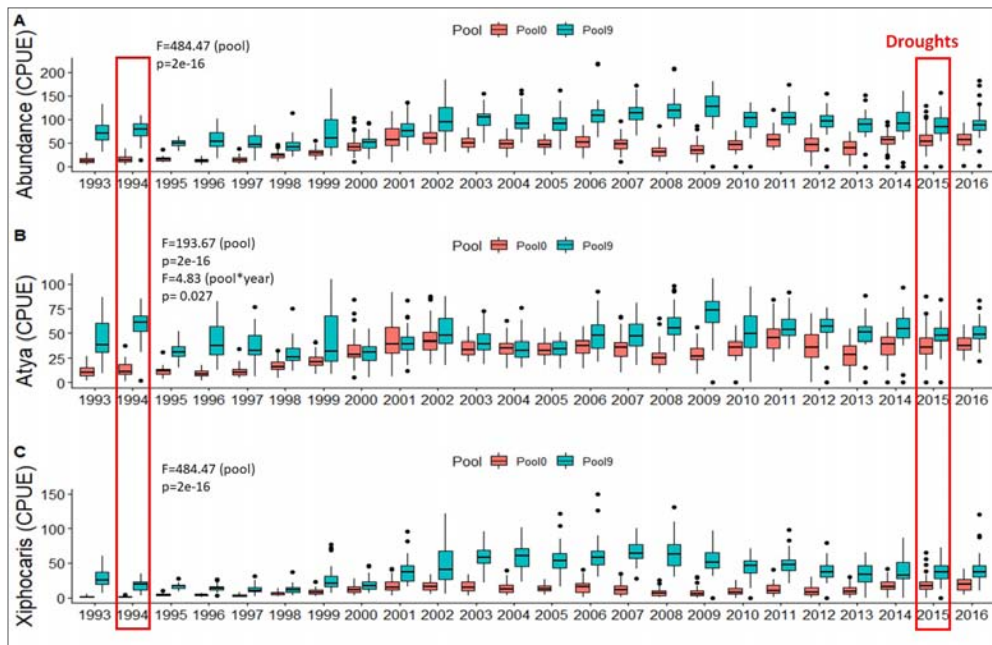 A
Pool Pool0 Pool9
Droughts
F=484.47 (pool)
p=2e-16
Abundance (CPUE)
200
150
100
50
0
1993 1994 1995 1996 1997 1998 1999 2000 2001 2002 2003 2004 2005 2006 2007 2008 2009 2010 2011 2012 2013 2014 2015 2016
B
Pool Pool0 Pool9
F=193.67 (pool)
p=2e-16
F=4.83 (pool*year)
p= 0.027
Atya (CPUE)
100
75
50
25
0
1993 1994 1995 1996 1997 1998 1999 2000 2001 2002 2003 2004 2005 2006 2007 2008 2009 2010 2011 2012 2013 2014 2015 2016
C
Pool Pool0 Pool9
F=484.47 (pool)
p=2e-16
Xiphocaris (CPUE)
150
100
50
0
1993 1994 1995 1996 1997 1998 1999 2000 2001 2002 2003 2004 2005 2006 2007 2008 2009 2010 2011 2012 2013 2014 2015 2016